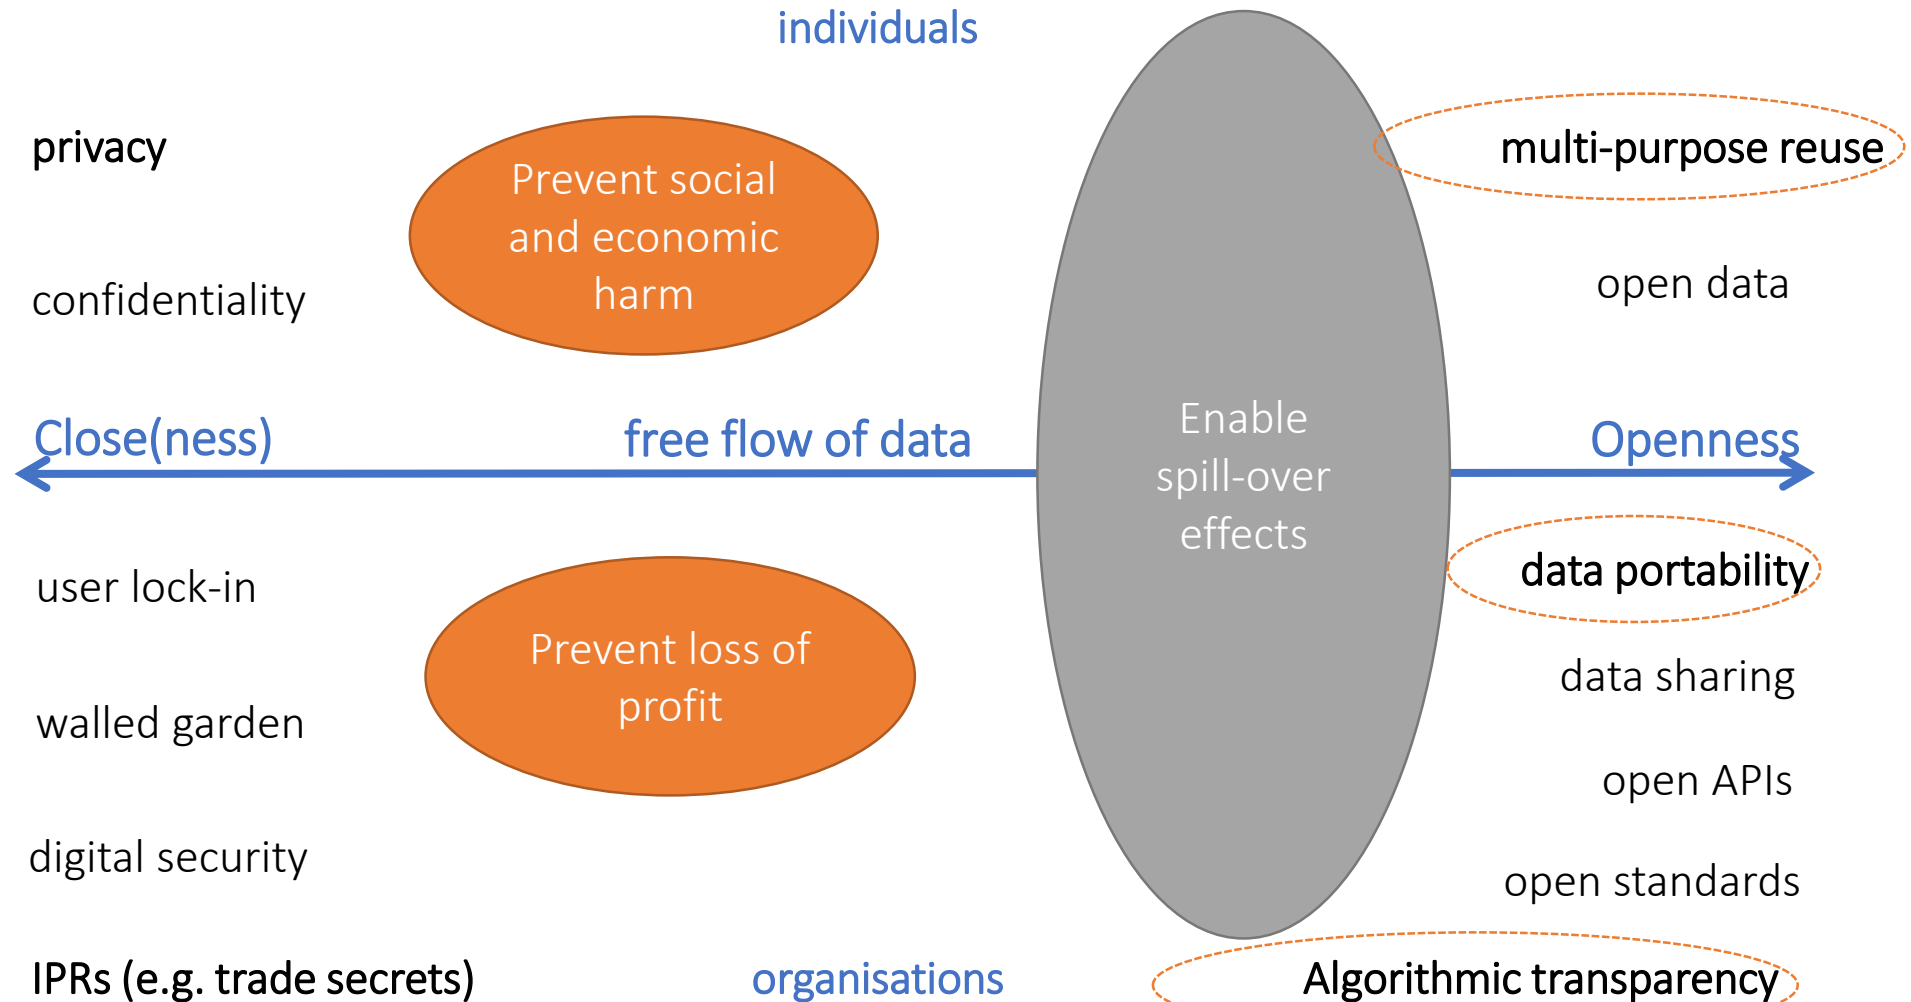 individuals
privacy
Prevent social
and economic
harm
multi-purpose reuse
confidentiality
open data
Close(ness)
free flow of data
Enable
spill-over
effects
Openness
user lock-in
data portability
Prevent loss of
profit
data sharing
walled garden
open APIs
digital security
open standards
IPRs (e.g. trade secrets)
organisations
Algorithmic transparency